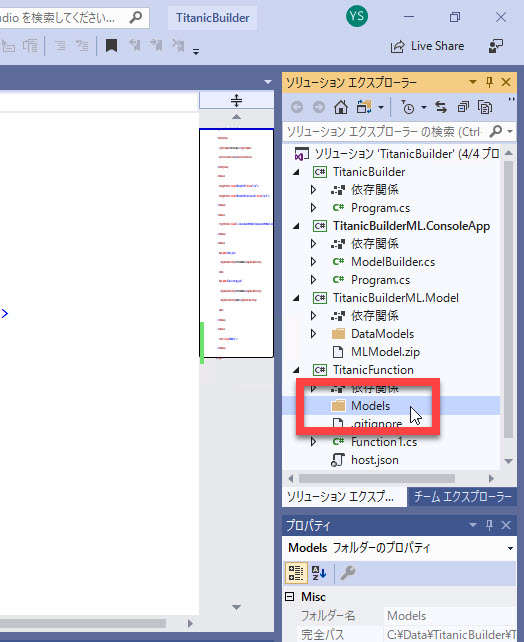 dio を検索してください...
TitanicBuilder
YS
Live Share
ソリューション エクスプローラー
ソリューション エクスプローラー の検索 (Ctrl-
ソリューション 'TitanicBuilder' (4/4 プロ
C# TitanicBuilder
依存関係
C# Program.cs
C# TitanicBuilderML.ConsoleApp
依存関係
C# ModelBuilder.cs
C# Program.cs
C# TitanicBuilderML.Model
依存関係
DataModels
MLModel.zip
C# TitanicFunction
依存関係
Models
.gitignore
C# Function1.cs
host.json
>
ソリューション エクスプ...
チーム エクスプローラー
プロパティ
Models フォルダーのプロパティ
Misc
フォルダー名 Models
完全パス C:¥Data¥TitanicBuilder¥T